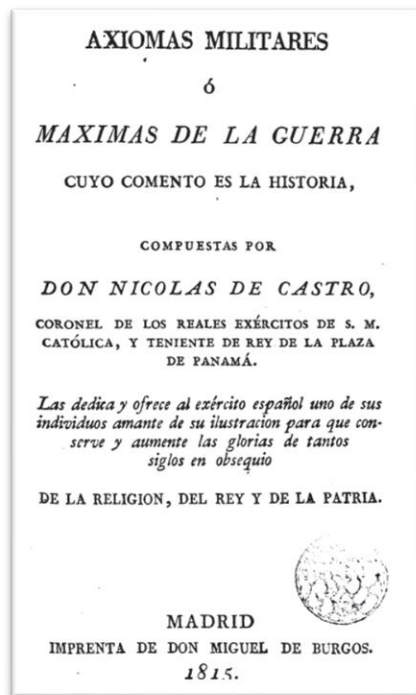 AXIOMAS MILITARES
ó
MAXIMAS DE LA GUERRA
CUYO COMENTO ES LA HISTORIA,
COMPUESTAS POR
DON NICOLAS DE CASTRO,
CORONEL DE LOS REALES EXÉRCITOS DE S. M.
CATÓLICA, Y TENIENTE DE REY DE LA PLAZA
DE PANAMÁ.
Las dedica y ofrece al exército español uno de sus
individuos amante de su ilustracion para que con-
serve y aumente las glorias de tantos
siglos en obsequio
DE LA RELIGION, DEL REY Y DE LA PATRIA.
MADRID
IMPRENTA DE DON MIGUEL DE BURGOS.
1815.